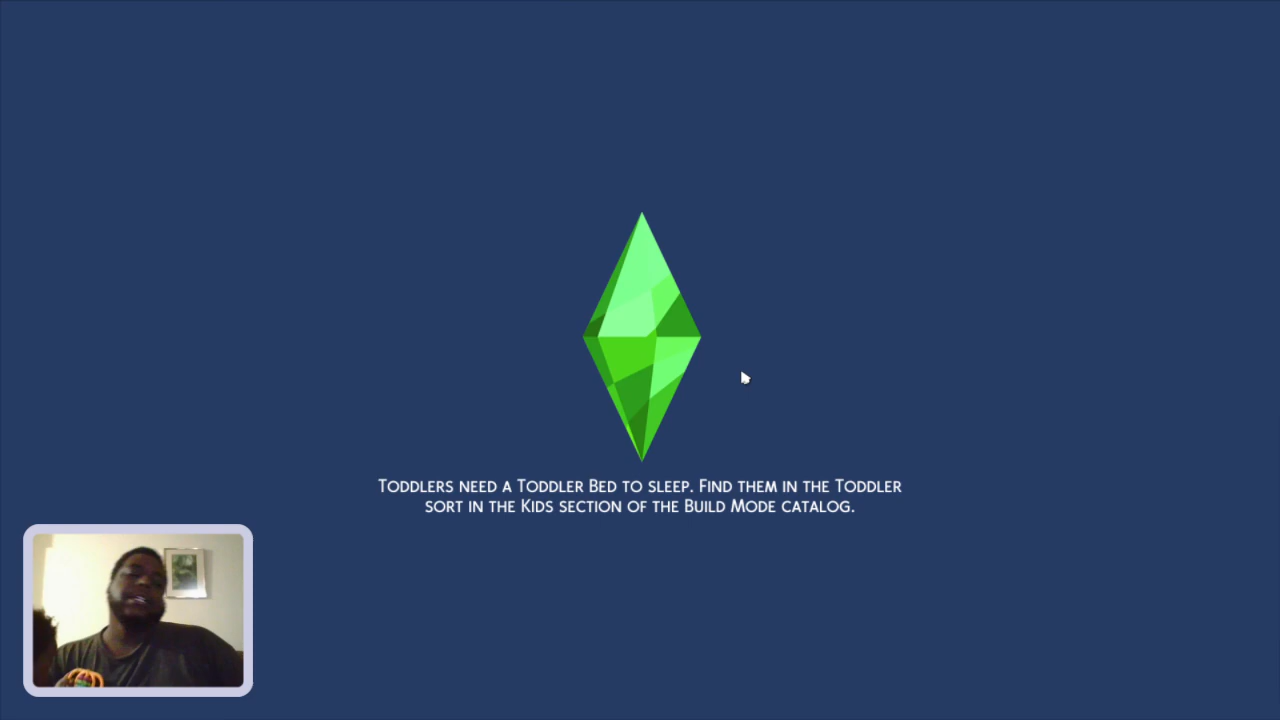 Toddlers need a Toddler Bed to sleep. Find them in the Toddler
sort in the Kids section of the Build Mode catalog.